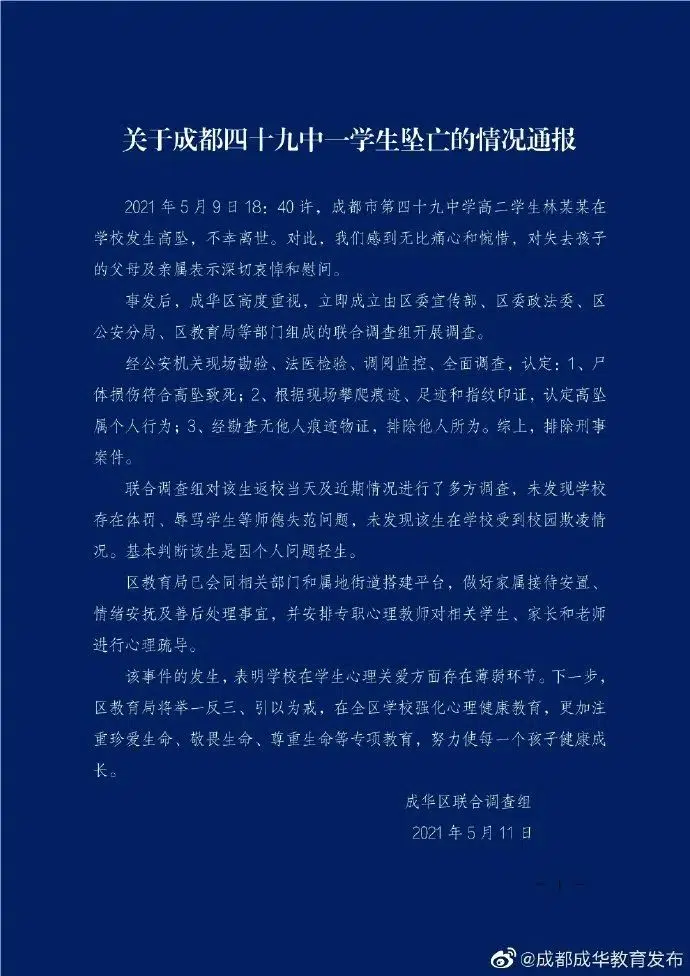 关于成都四十九中一学生坠亡的情况通报
2021年5月9日18：40许，成都市第四十九中学高二学生林某某在
学校发生高坠，不幸离世。对此，我们感到无比痛心和惋惜，对失去孩子
的父母及亲属表示深切哀悼和慰问。
事发后，成华区高度重视，立即成立由区委宣传部、区委政法委、区
公安分局、区教育局等部门组成的联合调查组开展调查。
经公安机关现场勘验、法医检验、调阅监控、全面调查，认定：1、尸
体损伤符合高坠致死；2、根据现场攀爬痕迹、足迹和指纹印证，认定高坠
属个人行为；3、经勘查无他人痕迹物证，排除他人所为。综上，排除刑事
案件。
联合调查组对该生返校当天及近期情况进行了多方调查，未发现学校
存在体罚、辱骂学生等师德失范问题，未发现该生在学校受到校园欺凌情
况。基本判断该生是因个人问题轻生。
区教育局已会同相关部门和属地街道搭建平台，做好家属接待安置、
情绪安抚及善后处理事宜，并安排专职心理教师对相关学生、家长和老师
进行心理疏导。
该事件的发生，表明学校在学生心理关爱方面存在薄弱环节。下一步，
区教育局将举一反三、引以为戒，在全区学校强化心理健康教育，更加注
重珍爱生命、敬畏生命、尊重生命等专项教育，努力使每一个孩子健康成
长。
成华区联合调查组
2021年5月11日
— 1 —
@成都成华教育发布